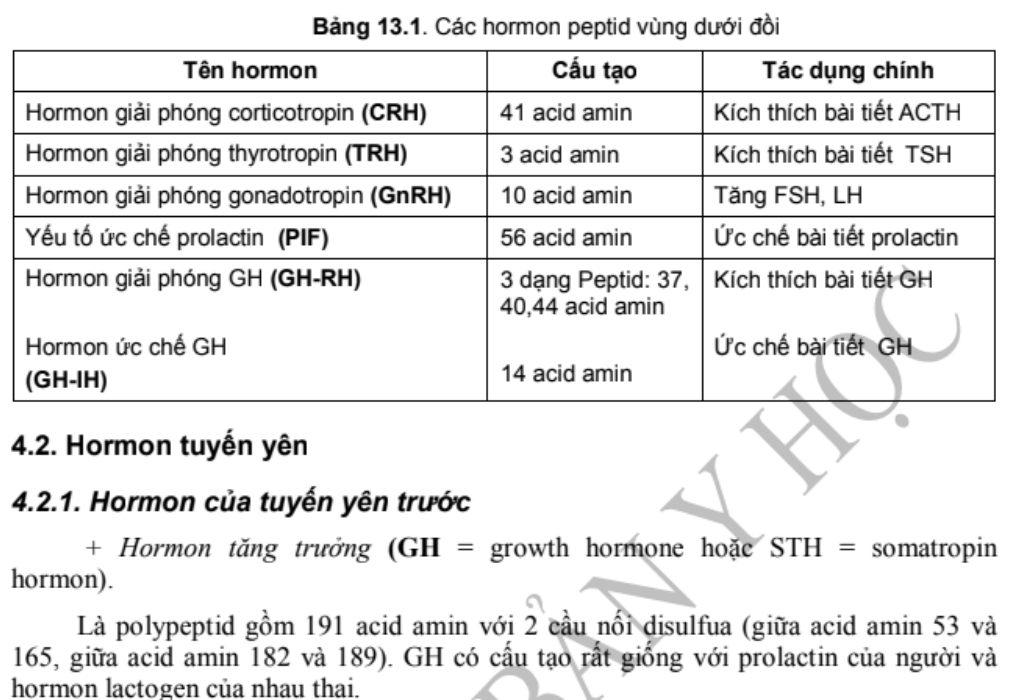 Bảng 13.1. Các hormon peptid vùng dưới đồi
Tên hormon Cấu tạo Tác dụng chính
Hormon giải phóng corticotropin (CRH) 41 acid amin Kích thích bài tiết ACTH
Hormon giải phóng thyrotropin (TRH) 3 acid amin Kích thích bài tiết TSH
Hormon giải phóng gonadotropin (GnRH) 10 acid amin Tăng FSH, LH
Yếu tố ức chế prolactin (PIF) 56 acid amin Ức chế bài tiết prolactin
Hormon giải phóng GH (GH-RH) 3 dạng Peptid: 37, Kích thích bài tiết GH
40,44 acid amin
Hormon ức chế GH Ức chế bài tiết GH
(GH-IH) 14 acid amin
4.2. Hormon tuyến yên
4.2.1. Hormon của tuyến yên trước
+ Hormon tăng trưởng (GH = growth hormone hoặc STH = somatropin
hormon).
Là polypeptid gồm 191 acid amin với 2 cầu nối disulfua (giữa acid amin 53 và
165, giữa acid amin 182 và 189). GH có cấu tạo rất giống với prolactin của người và
hormon lactogen của nhau thai.
BẢN Y HỌC